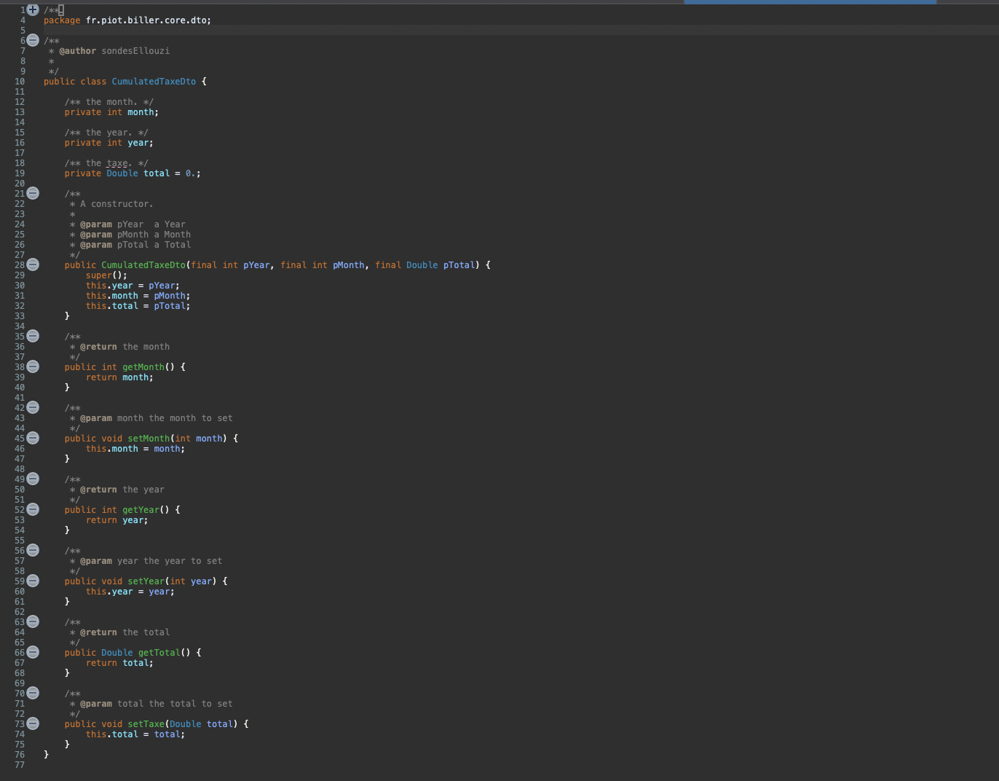 1 /**
4 package fr.piot.biller.core.dto;
5
6 /**
7  * @author sondesEllouzi
8  *
9  */
10 public class CumulatedTaxeDto {
11
12     /** the month. */
13     private int month;
14
15     /** the year. */
16     private int year;
17
18     /** the taxe. */
19     private Double total = 0.;
20
21     /**
22      * A constructor.
23      *
24      * @param pYear  a Year
25      * @param pMonth a Month
26      * @param pTotal a Total
27      */
28     public CumulatedTaxeDto(final int pYear, final int pMonth, final Double pTotal) {
29         super();
30         this.year = pYear;
31         this.month = pMonth;
32         this.total = pTotal;
33     }
34
35     /**
36      * @return the month
37      */
38     public int getMonth() {
39         return month;
40     }
41
42     /**
43      * @param month the month to set
44      */
45     public void setMonth(int month) {
46         this.month = month;
47     }
48
49     /**
50      * @return the year
51      */
52     public int getYear() {
53         return year;
54     }
55
56     /**
57      * @param year the year to set
58      */
59     public void setYear(int year) {
60         this.year = year;
61     }
62
63     /**
64      * @return the total
65      */
66     public Double getTotal() {
67         return total;
68     }
69
70     /**
71      * @param total the total to set
72      */
73     public void setTaxe(Double total) {
74         this.total = total;
75     }
76 }
77